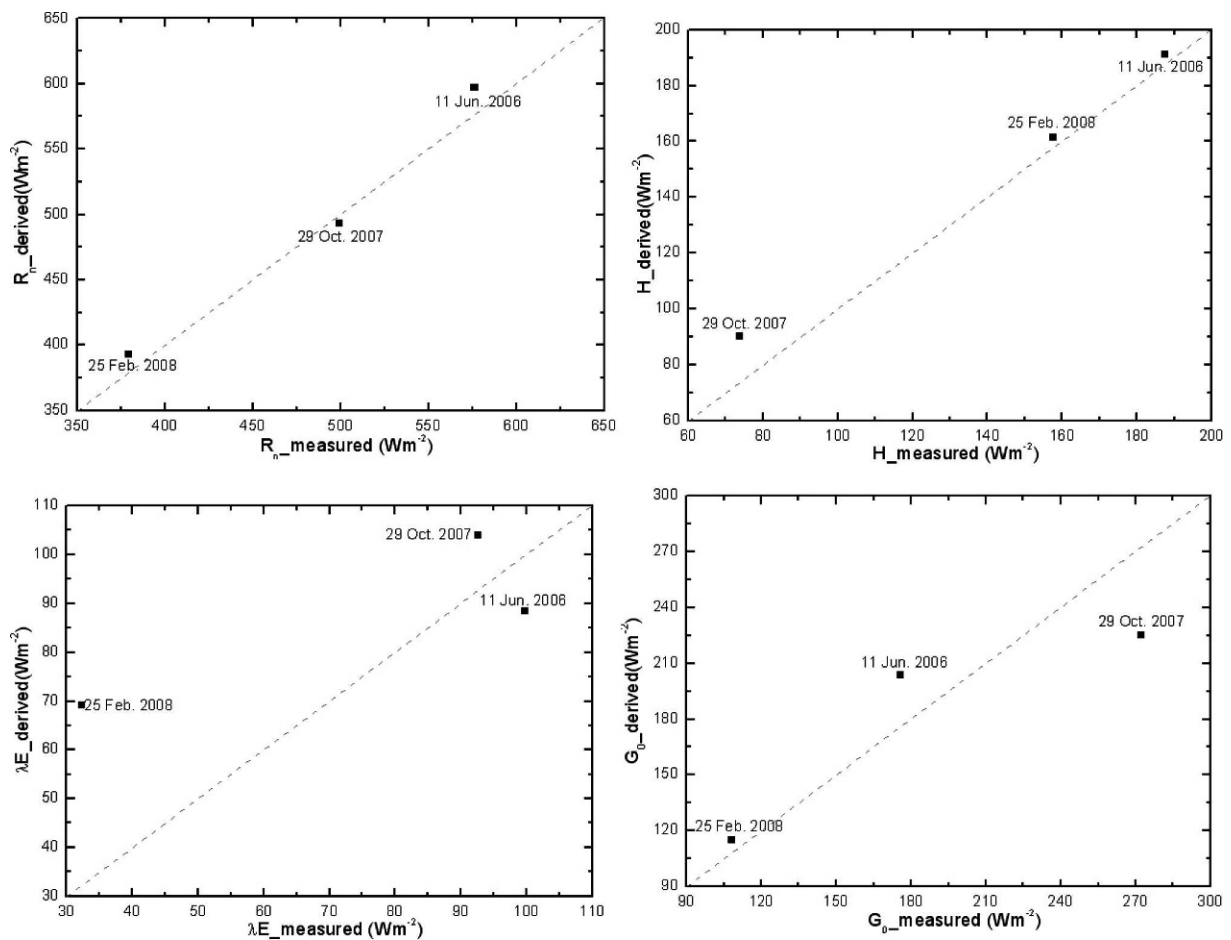 650
600
550
500
450
400
350
R_n_derived(Wm^-2)
11 Jun. 2006
29 Oct. 2007
25 Feb. 2008
350 400 450 500 550 600 650
R_n_measured (Wm^-2)
200
180
160
140
120
100
80
60
H_derived(Wm^-2)
11 Jun. 2006
25 Feb. 2008
29 Oct. 2007
60 80 100 120 140 160 180 200
H_measured (Wm^-2)
110
100
90
80
70
60
50
40
30
λE_derived(Wm^-2)
29 Oct. 2007
11 Jun. 2006
25 Feb. 2008
30 40 50 60 70 80 90 100 110
λE_measured (Wm^-2)
300
270
240
210
180
150
120
90
G_0_derived(Wm^-2)
29 Oct. 2007
11 Jun. 2006
25 Feb. 2008
90 120 150 180 210 240 270 300
G_0_measured (Wm^-2)